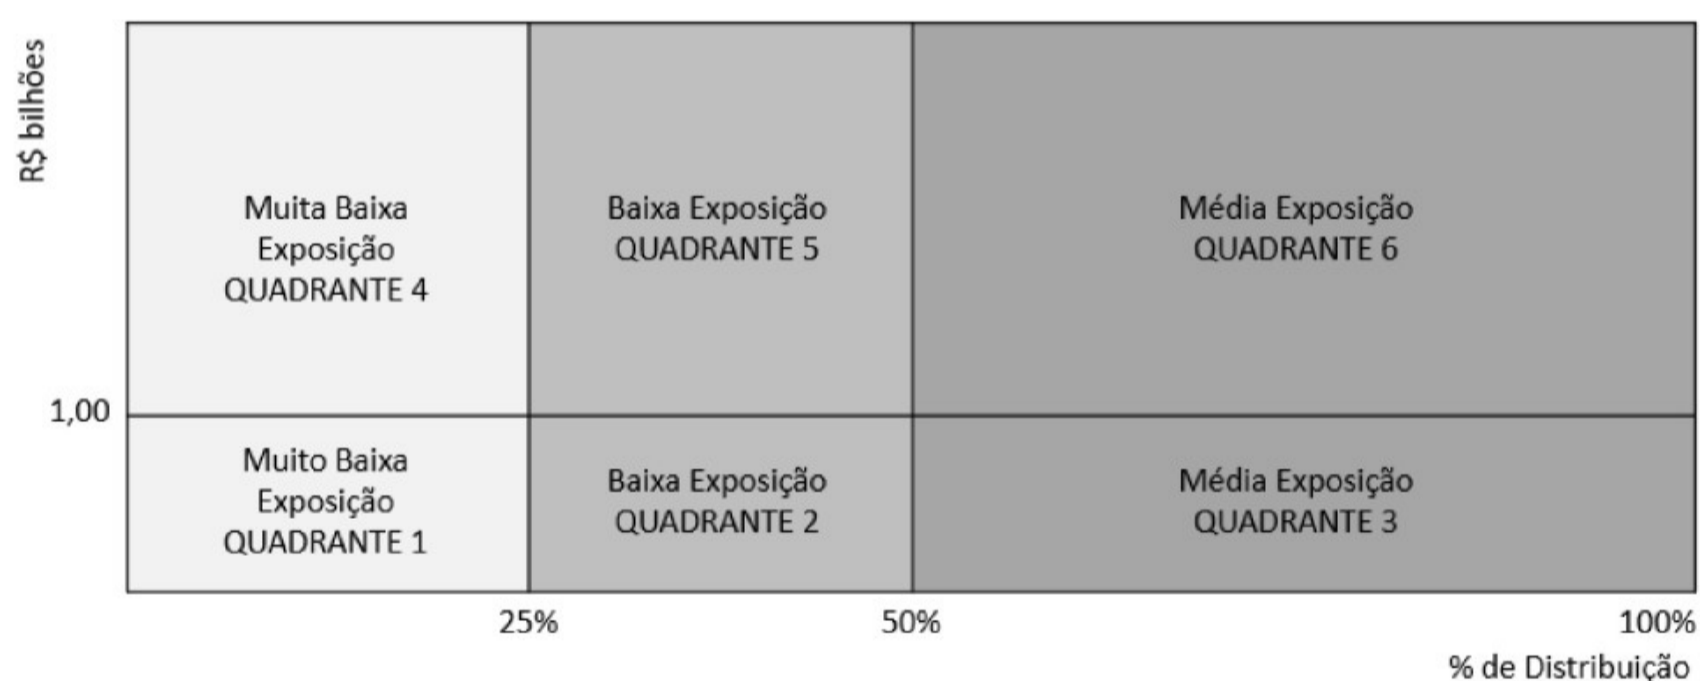 R$ bilhões
Muita Baixa
Exposição
QUADRANTE 4
Baixa Exposição
QUADRANTE 5
Média Exposição
QUADRANTE 6
1,00
Muito Baixa
Exposição
QUADRANTE 1
Baixa Exposição
QUADRANTE 2
Média Exposição
QUADRANTE 3
25%
50%
100%
% de Distribuição